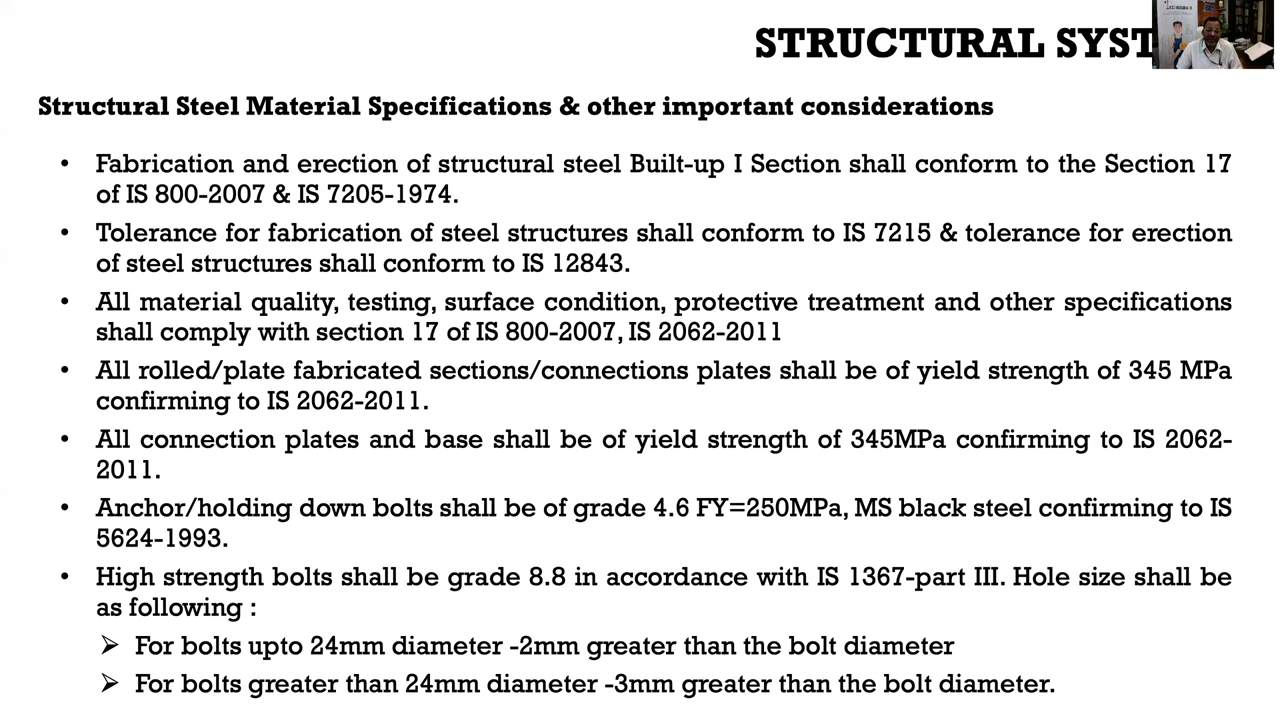 STRUCTURAL SYST
Structural Steel Material Specifications & other important considerations
• Fabrication and erection of structural steel Built-up I Section shall conform to the Section 17
of IS 800-2007 & IS 7205-1974.
• Tolerance for fabrication of steel structures shall conform to IS 7215 & tolerance for erection
of steel structures shall conform to IS 12843.
• All material quality, testing, surface condition, protective treatment and other specifications
shall comply with section 17 of IS 800-2007, IS 2062-2011
• All rolled/plate fabricated sections/connections plates shall be of yield strength of 345 MPa
confirming to IS 2062-2011.
• All connection plates and base shall be of yield strength of 345MPa confirming to IS 2062-
2011.
• Anchor/holding down bolts shall be of grade 4.6 FY=250MPa, MS black steel confirming to IS
5624-1993.
• High strength bolts shall be grade 8.8 in accordance with IS 1367-part III. Hole size shall be
as following :
➢ For bolts upto 24mm diameter -2mm greater than the bolt diameter
➢ For bolts greater than 24mm diameter -3mm greater than the bolt diameter.